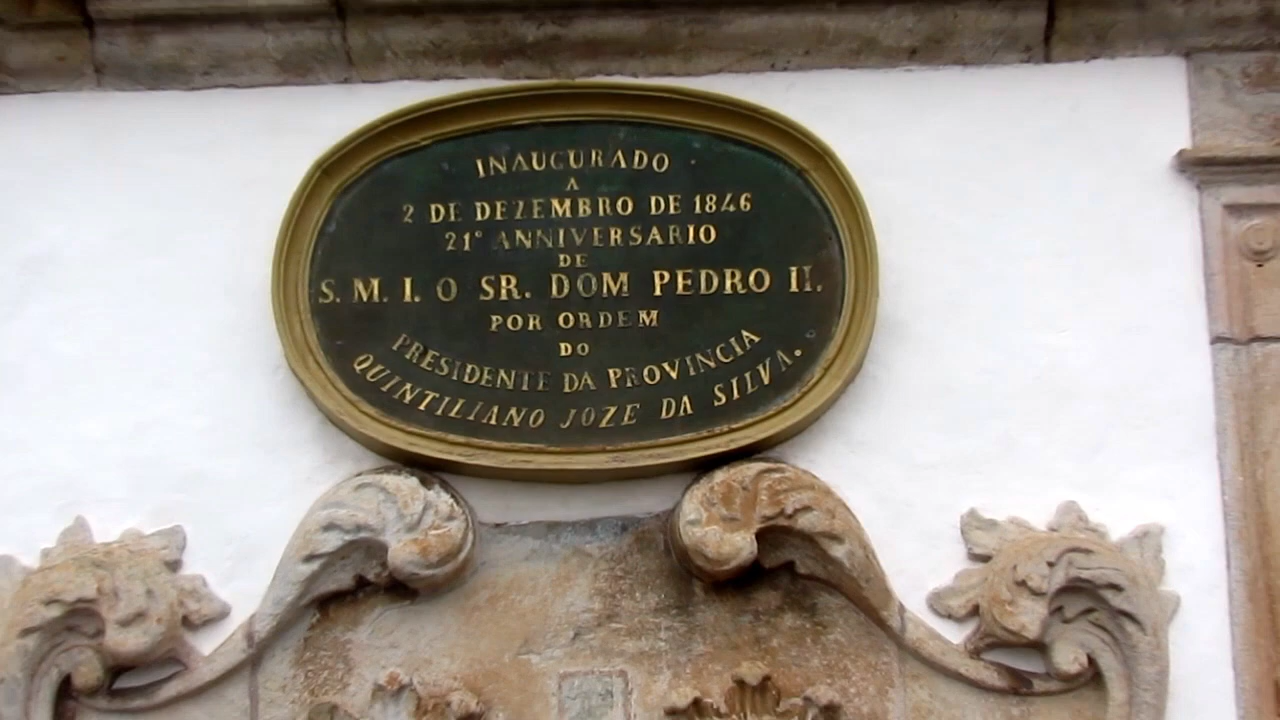 INAUGURADO
A
2 DE DEZEMBRO DE 1846
21º ANNIVERSARIO
DE
S. M. I. O SR. DOM PEDRO II.
POR ORDEM
DO
PRESIDENTE DA PROVINCIA
QUINTILIANO JOZE DA SILVA.